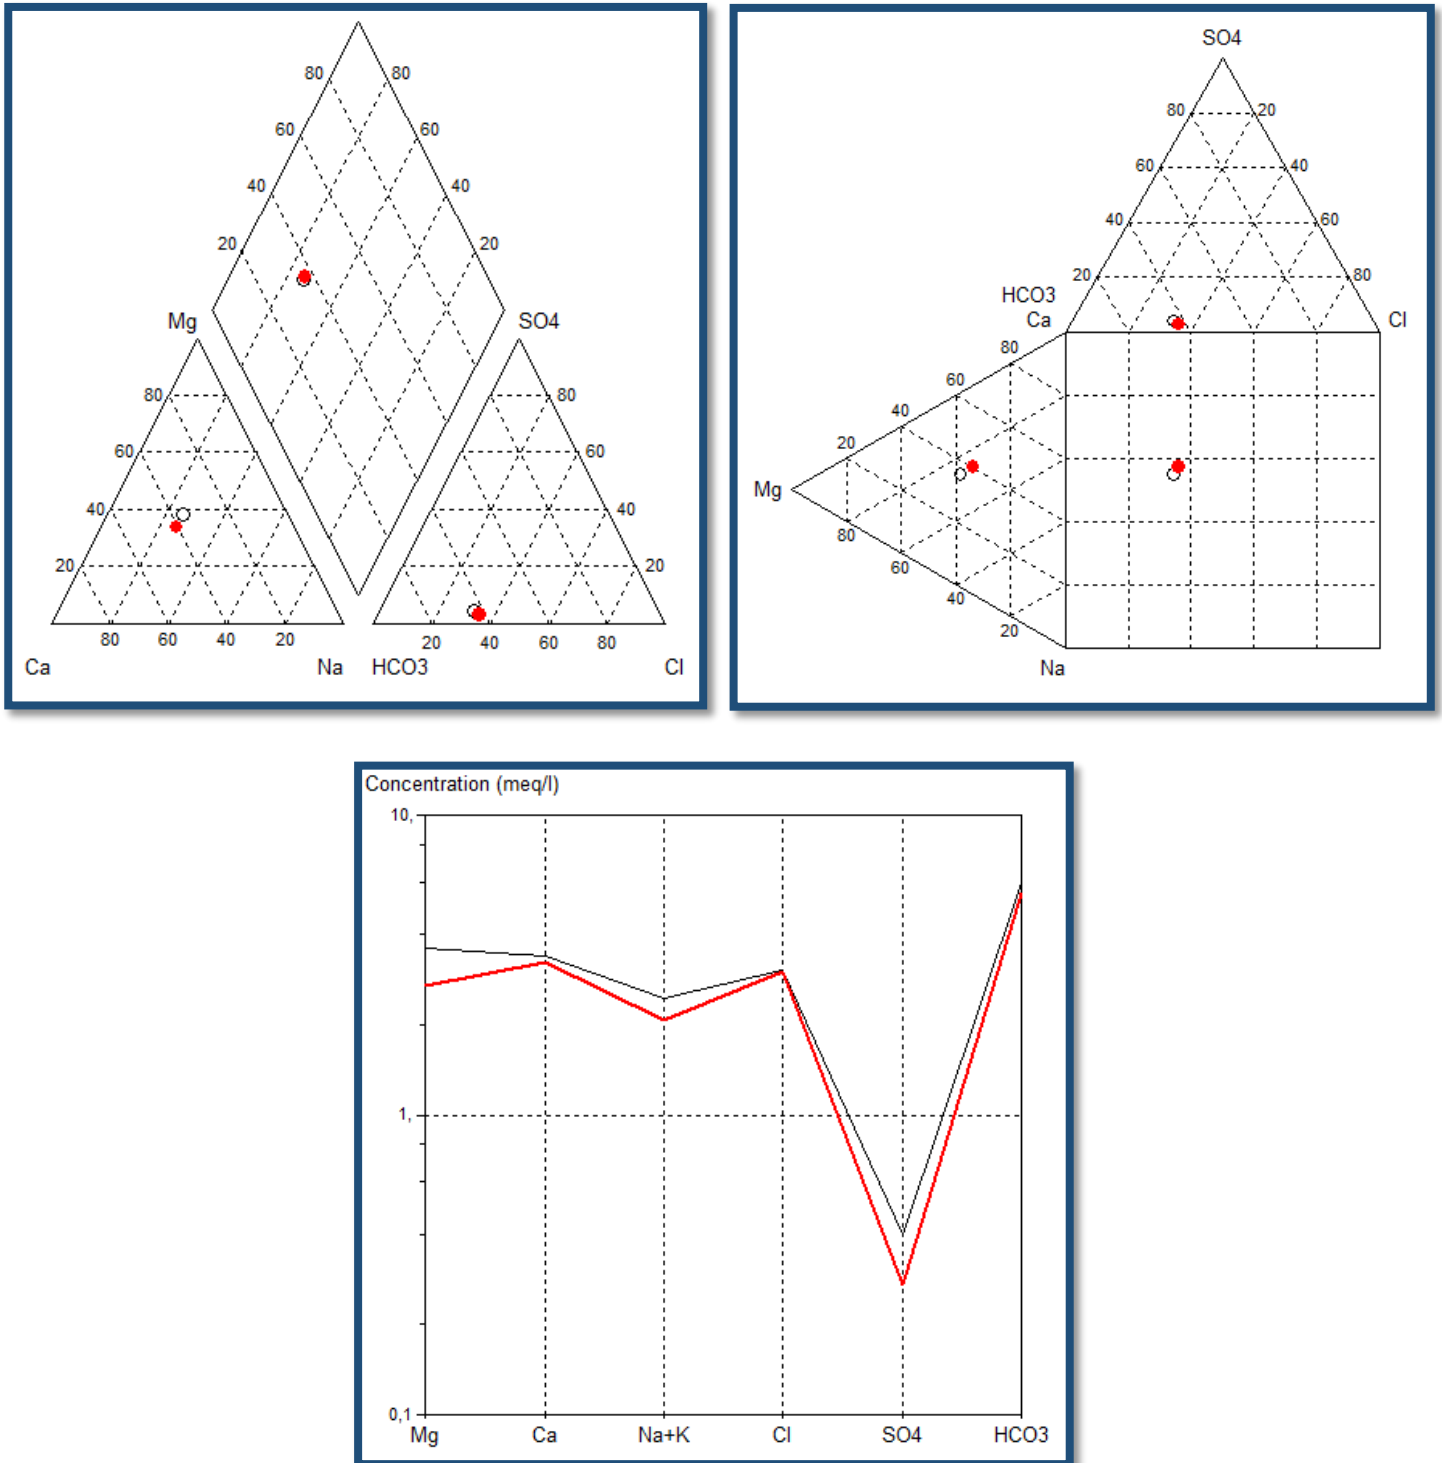 80 80
60 60
40 40
20 20
Mg SO4
80 80
60 60
40 40
20 20
80 60 40 20 20 40 60 80
Ca Na HCO3 Cl
SO4
80 20
60 40
40 60
20 80
HCO3
Ca Cl
80
60
40
20
Mg
80
60
40
20
Na
Concentration (meq/l)
10,
1,
0,1
Mg Ca Na+K Cl SO4 HCO3